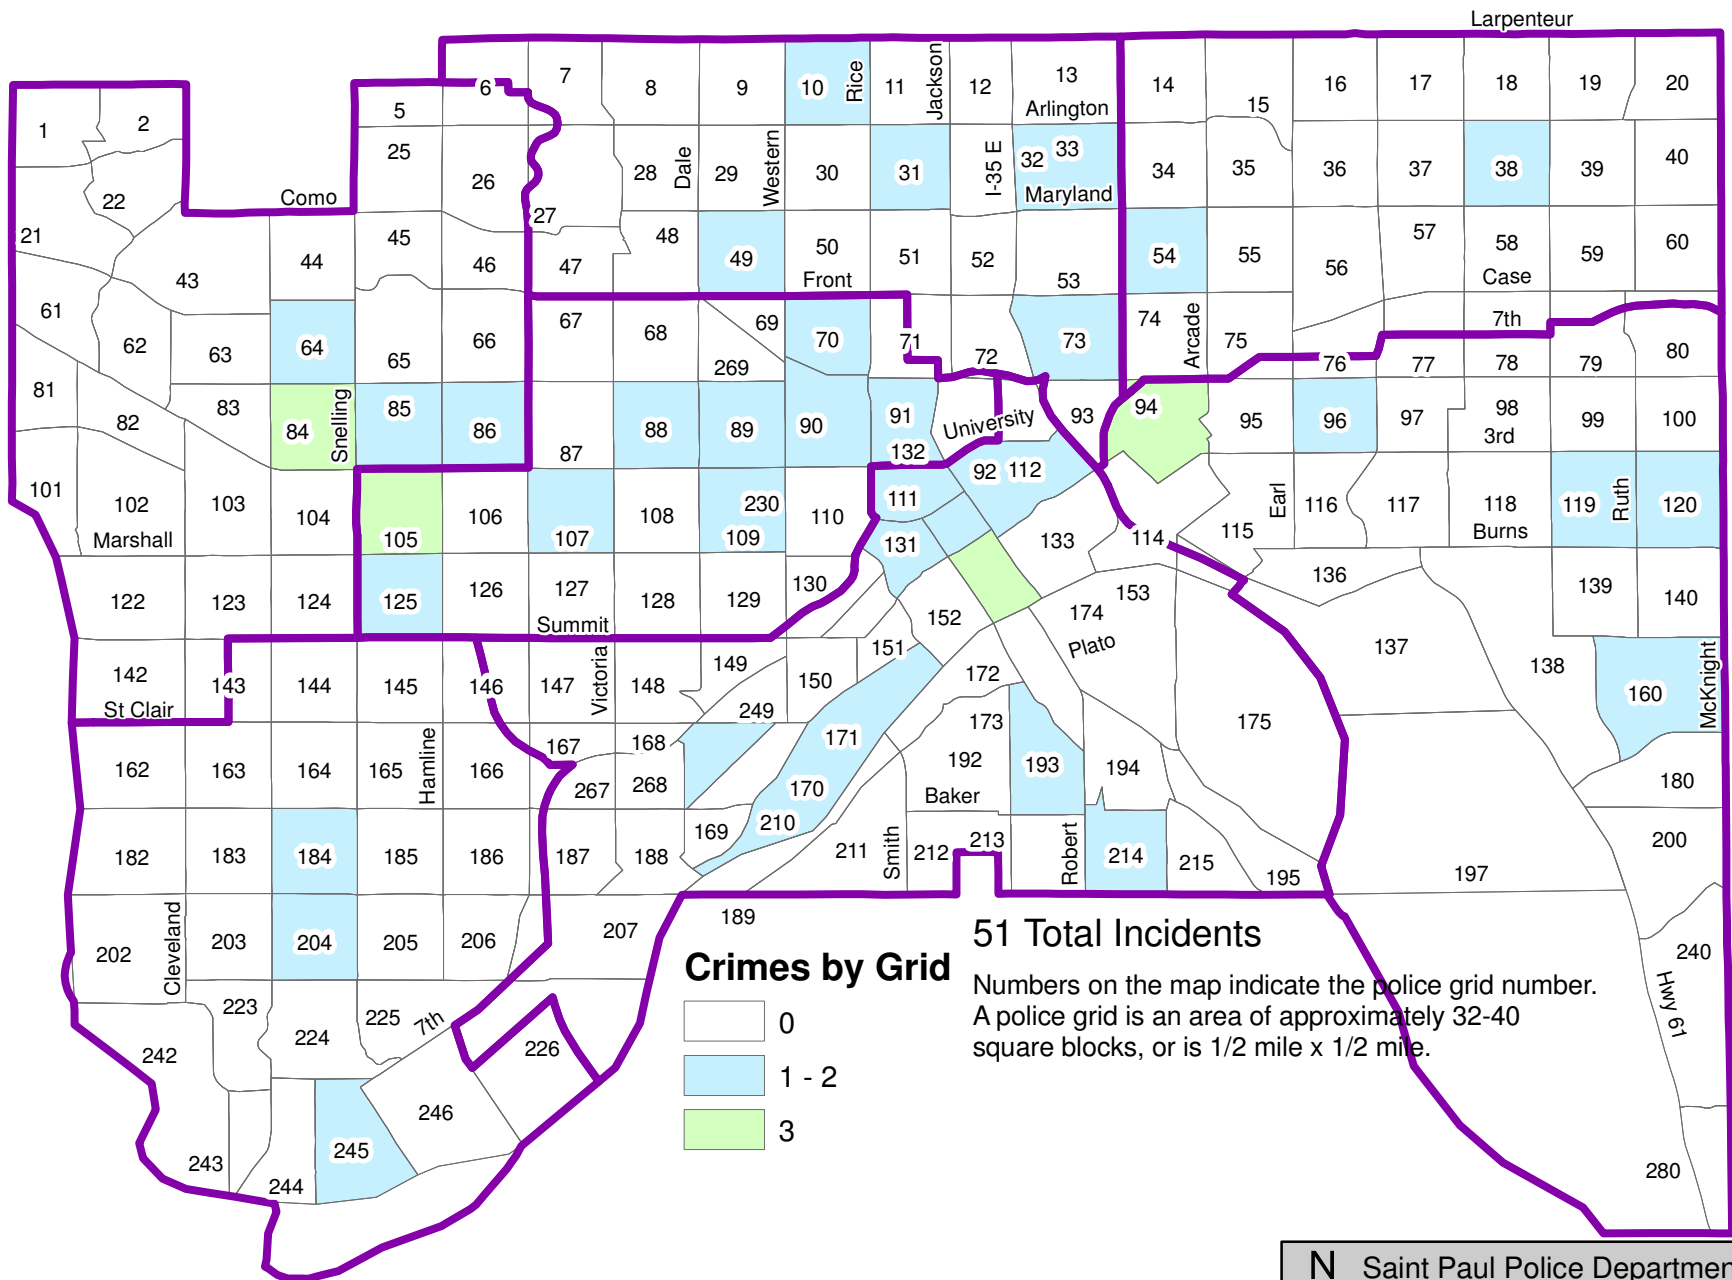 Larpenteur
6 7 8 9 10 Rice 11 Jackson 12 13 14 15 16 17 18 19 20
Arlington
1 2 5 25 26 27 28 Dale 29 Western 30 31 I-35 E 32 33 34 35 36 37 38 39 40
Maryland
22 Como
21 43 44 45 46 47 48 49 50 51 52 53 54 55 56 57 58 59 60
Front
Case
61 62 63 64 65 66 67 68 69 70 71 72 73 74 Arcade 75 76 77 78 79 80
7th
269
81 82 83 84 Snelling 85 86 87 88 89 90 91 University 93 94 95 96 97 98 99 100
3rd
132 92 112
101 102 103 104 105 106 107 108 230 109 110 111 131 133 114 115 Earl 116 117 118 119 Ruth 120
Marshall
Burns
122 123 124 125 126 127 128 129 130 152 174 153 136 137 139 140
Summit
Plato
142 143 144 145 146 147 Victoria 148 149 150 151 172 138 160 McKnight
St Clair
249 171 173 175
162 163 164 165 Hamline 166 167 168 267 268 170 192 193 194 180
Baker
182 183 184 185 186 187 188 169 210 211 Smith 212 213 Robert 214 215 195 197 200
202 Cleveland 203 204 205 206 207 189 240
Hwy 61
223 224 225 7th 226
242 243 244 245 246 280
51 Total Incidents
Crimes by Grid
0
1 - 2
3
Numbers on the map indicate the police grid number.
A police grid is an area of approximately 32-40
square blocks, or is 1/2 mile x 1/2 mile.
N Saint Paul Police Departmen